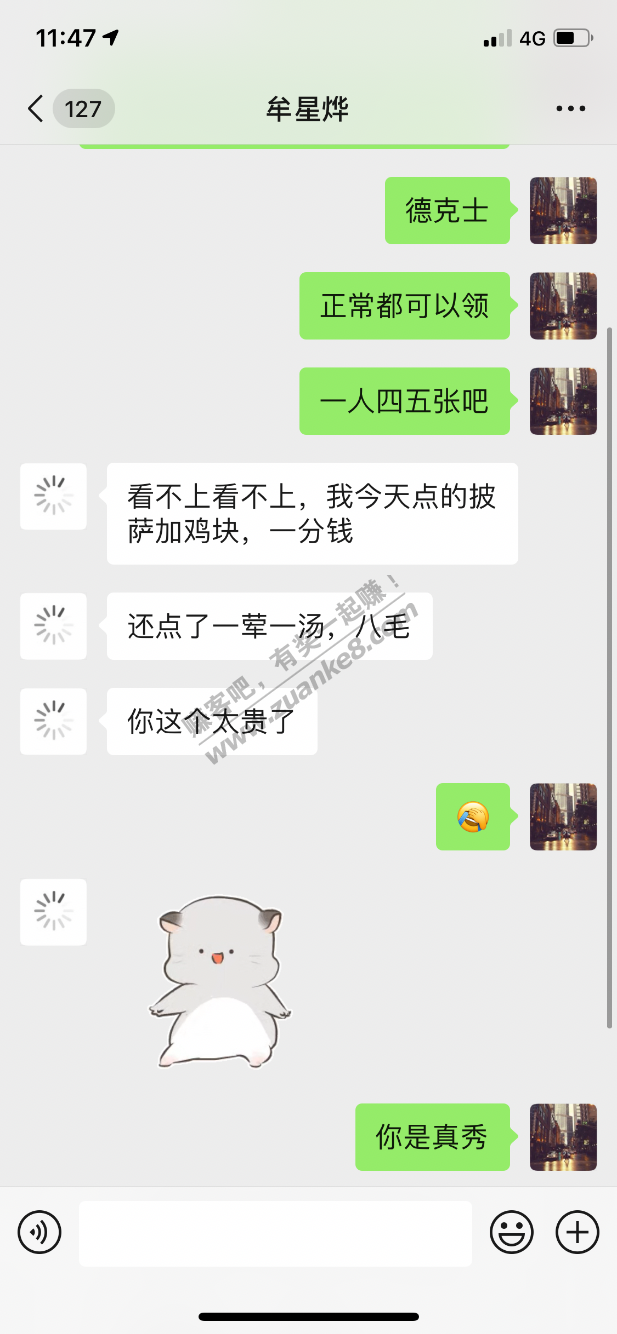 11:47
4G
127
牟星烨
德克士
正常都可以领
一人四五张吧
看不上看不上，我今天点的披
萨加鸡块，一分钱
还点了一荤一汤，八毛
你这个太贵了
赚客吧，有奖一起赚！
www.zuanke8.com
你是真秀